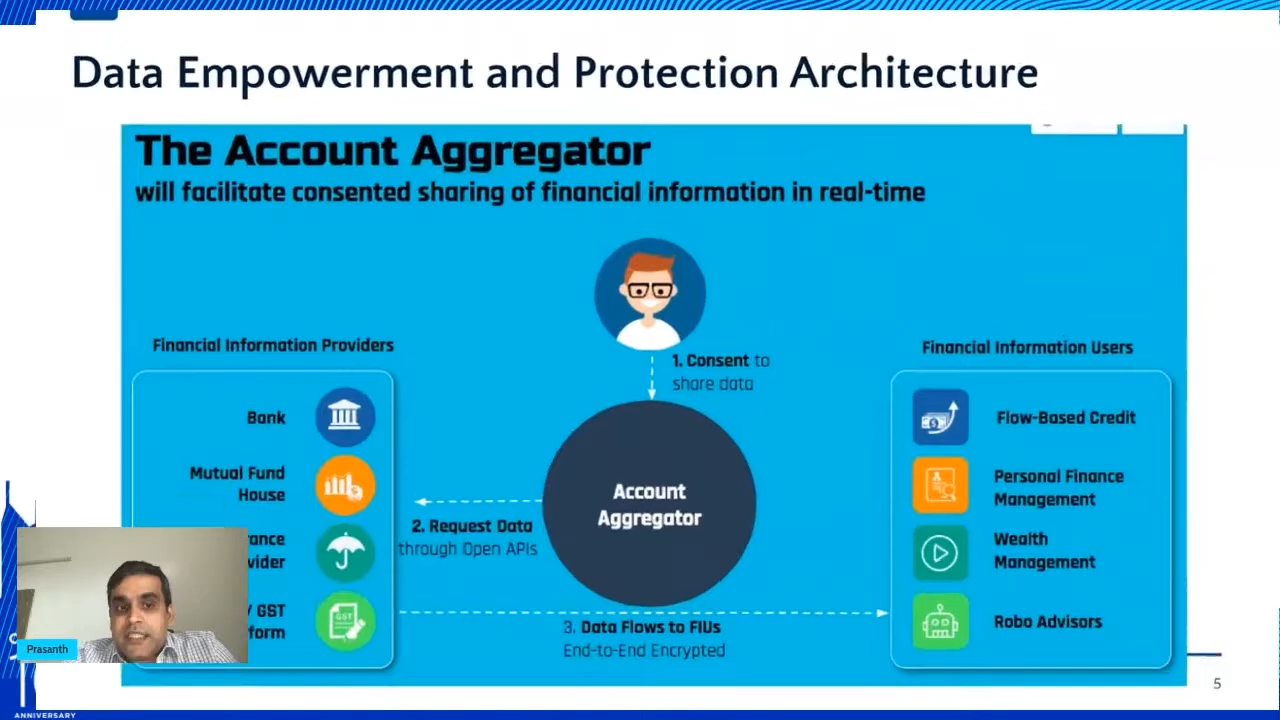 Data Empowerment and Protection Architecture
The Account Aggregator
will facilitate consented sharing of financial information in real-time
Financial Information Providers
Bank
Mutual Fund
House
GST
1. Consent to
share data
Account
Aggregator
2. Request Data
through Open APIs
3. Data Flows to FIUs
End-to-End Encrypted
Financial Information Users
Flow-Based Credit
Personal Finance
Management
Wealth
Management
Robo Advisors
GST
Prasanth
5
ANNIVERSARY